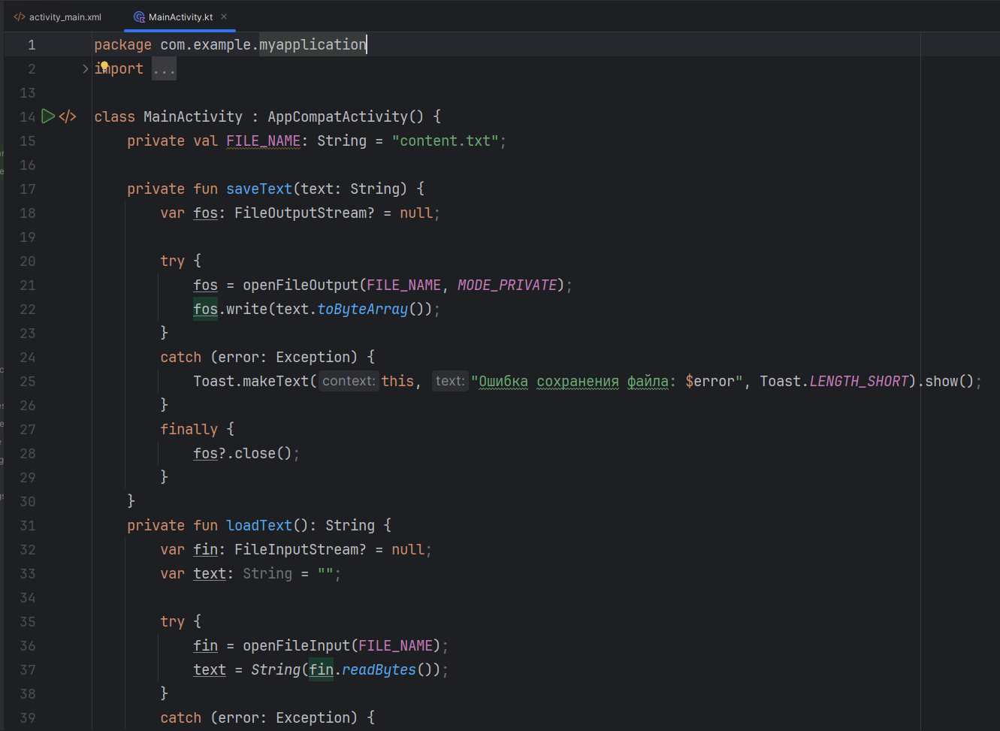 activity_main.xml MainActivity.kt
1 package com.example.myapplication
2 import ...
13
14 class MainActivity : AppCompatActivity() {
15 private val FILE_NAME: String = "content.txt";
16
17 private fun saveText(text: String) {
18 var fos: FileOutputStream? = null;
19
20 try {
21 fos = openFileOutput(FILE_NAME, MODE_PRIVATE);
22 fos.write(text.toByteArray());
23 }
24 catch (error: Exception) {
25 Toast.makeText( context: this, text: "Ошибка сохранения файла: $error", Toast.LENGTH_SHORT).show();
26 }
27 finally {
28 fos?.close();
29 }
30 }
31 private fun loadText(): String {
32 var fin: FileInputStream? = null;
33 var text: String = "";
34
35 try {
36 fin = openFileInput(FILE_NAME);
37 text = String(fin.readBytes());
38 }
39 catch (error: Exception) {